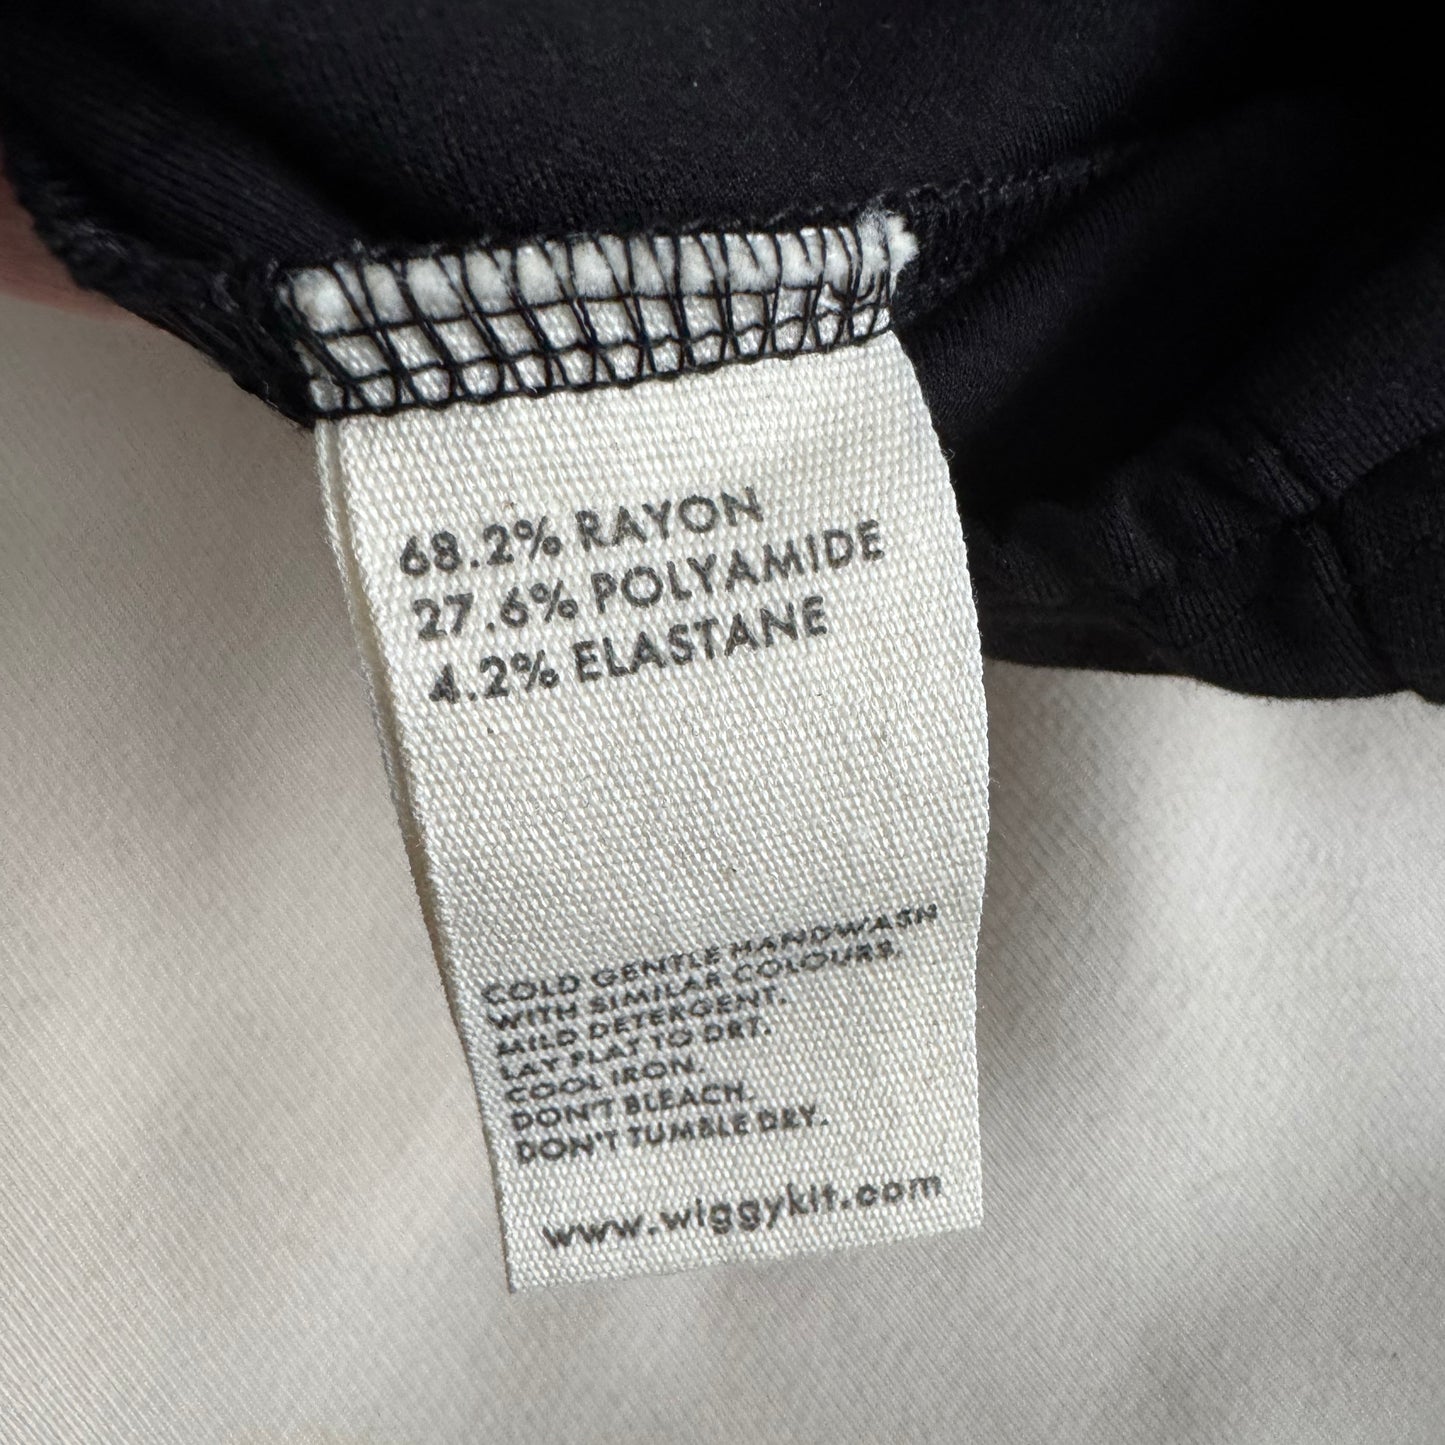 68.2% RAYON
27.6% POLYAMIDE
4.2% ELASTANE
COLD GENTLE HANDWASH
WITH SIMILAR COLOURS.
MILD DETERGENT.
LAY FLAT TO DRY.
COOL IRON.
DON'T BLEACH.
DON'T TUMBLE DRY.
www.wiggykit.com